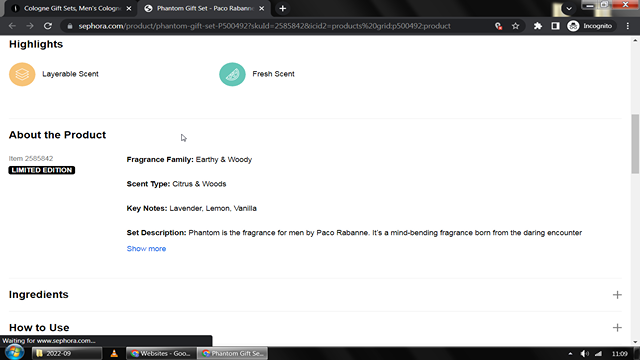 Cologne Gift Sets, Men's Cologne
Phantom Gift Set - Paco Rabanne
sephora.com/product/phantom-gift-set-P500492?skuId=2585842&icid2=products%20grid:p500492:product
Incognito
Highlights
Layerable Scent
Fresh Scent
About the Product
Item 2585842
LIMITED EDITION
Fragrance Family: Earthy & Woody
Scent Type: Citrus & Woods
Key Notes: Lavender, Lemon, Vanilla
Set Description: Phantom is the fragrance for men by Paco Rabanne. It's a mind-bending fragrance born from the daring encounter
Show more
Ingredients
How to Use
Waiting for www.sephora.com...
2022-09
Websites - Goo...
Phantom Gift Se...
11:09